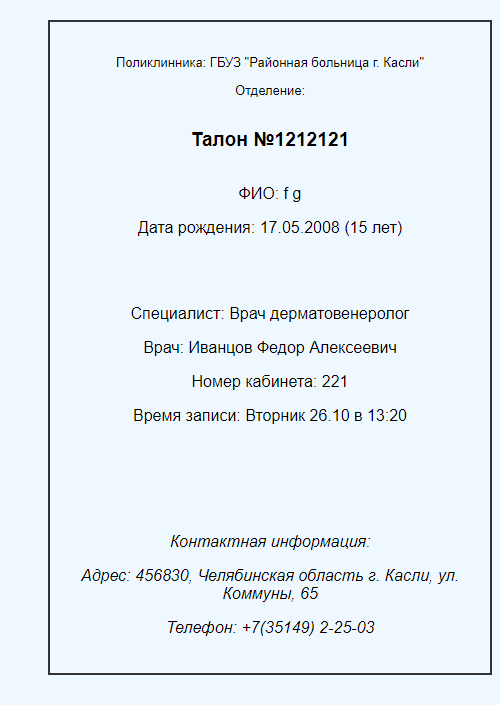 Поликлинника: ГБУЗ "Районная больница г. Касли"
Отделение:
Талон №1212121
ФИО: f g
Дата рождения: 17.05.2008 (15 лет)
Специалист: Врач дерматовенеролог
Врач: Иванцов Федор Алексеевич
Номер кабинета: 221
Время записи: Вторник 26.10 в 13:20
Контактная информация:
Адрес: 456830, Челябинская область г. Касли, ул.
Коммуны, 65
Телефон: +7(35149) 2-25-03